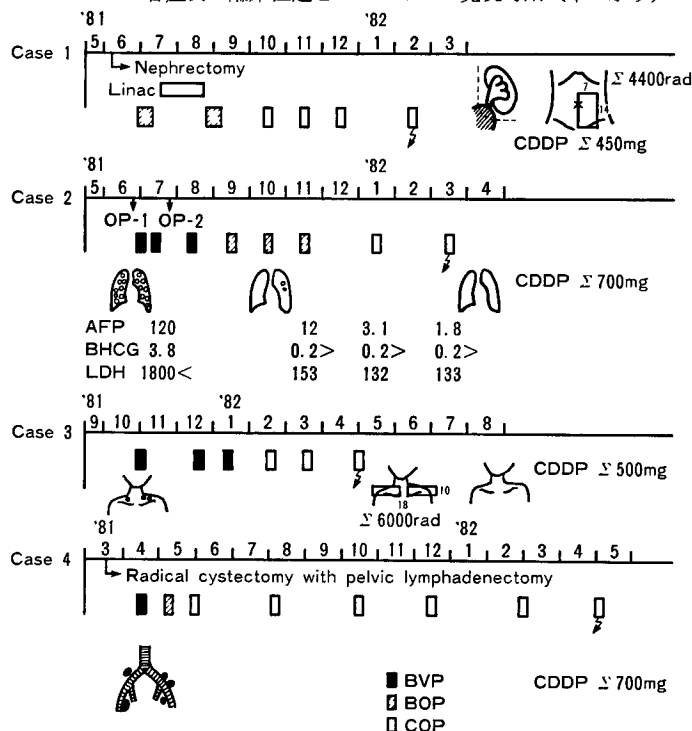 '81 '82
Case 1
5 6 7 8 9 10 11 12 1 2 3
Nephrectomy
Linac
Σ 4400rad
7
14
CDDP Σ 450mg
'81 '82
Case 2
5 6 7 8 9 10 11 12 1 2 3 4
OP-1 OP-2
CDDP Σ 700mg
AFP 120 12 3.1 1.8
BHCG 3.8 0.2> 0.2> 0.2>
LDH 1800< 153 132 133
'81 '82
Case 3
9 10 11 12 1 2 3 4 5 6 7 8
CDDP Σ 500mg
10
18
Σ 6000rad
'81 '82
Case 4
3 4 5 6 7 8 9 10 11 12 1 2 3 4 5
Radical cystectomy with pelvic lymphadenectomy
BVP
CDDP Σ 700mg
BOP
COP